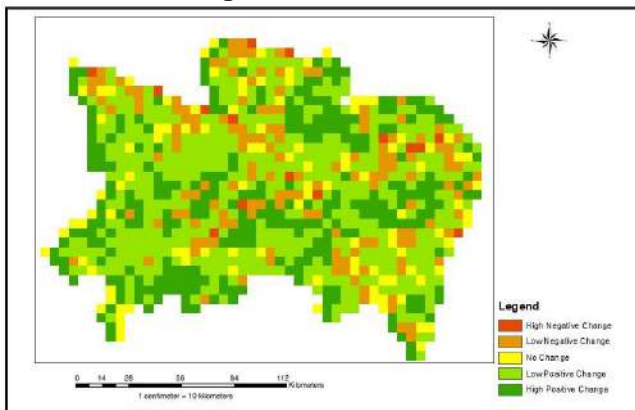 Legend
High Negative Change
Low Negative Change
No Change
Low Positive Change
High Positive Change
0 14 28 56 84 112
Kilometers
1 centimeter = 10 kilometers